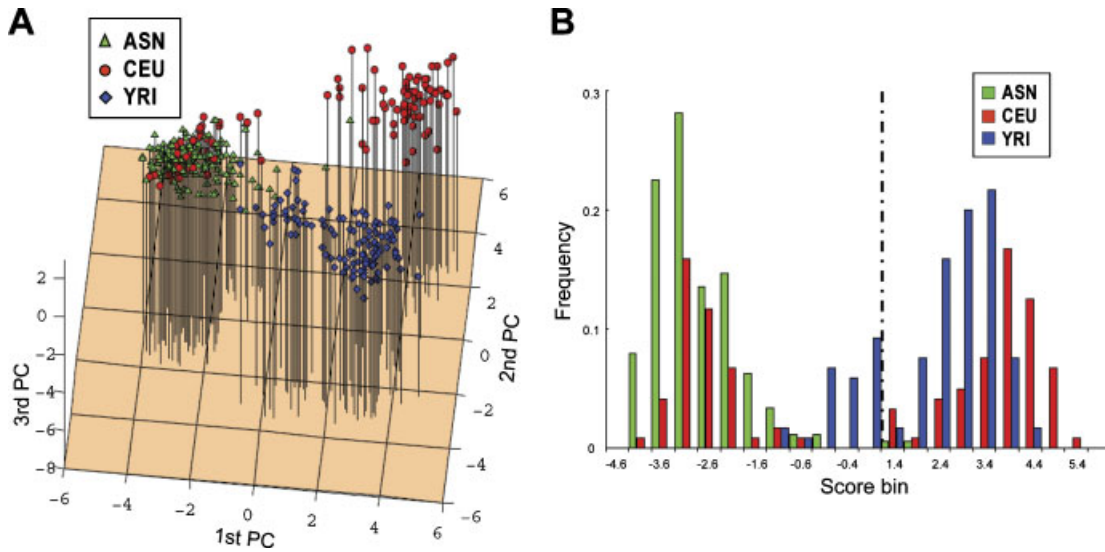 A
ASN
CEU
YRI
2
0
−2
−4
−6
−8
3rd PC
−6
−4
−2
0
2
4
6
1st PC
6
4
2
0
−2
−4
−6
2nd PC
B
ASN
CEU
YRI
0.3
0.2
0.1
0
Frequency
-4.6 -3.6 -2.6 -1.6 -0.6 -0.4 1.4 2.4 3.4 4.4 5.4
Score bin